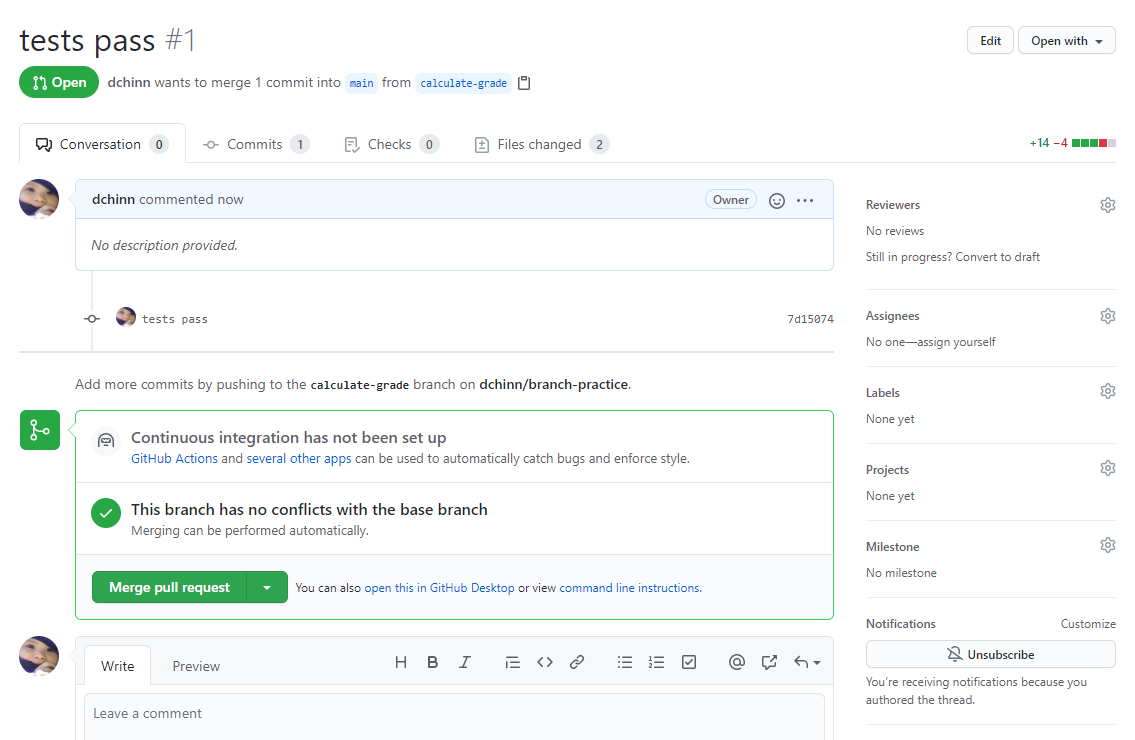 tests pass #1
Edit
Open with
Open
dchinn wants to merge 1 commit into main from calculate-grade
Conversation 0
Commits 1
Checks 0
Files changed 2
+14 −4
dchinn commented now
Owner
No description provided.
tests pass
7d15074
Add more commits by pushing to the calculate-grade branch on dchinn/branch-practice.
Continuous integration has not been set up
GitHub Actions and several other apps can be used to automatically catch bugs and enforce style.
This branch has no conflicts with the base branch
Merging can be performed automatically.
Merge pull request
You can also open this in GitHub Desktop or view command line instructions.
Write
Preview
H B I
Leave a comment
Reviewers
No reviews
Still in progress? Convert to draft
Assignees
No one—assign yourself
Labels
None yet
Projects
None yet
Milestone
No milestone
Notifications
Customize
Unsubscribe
You're receiving notifications because you
authored the thread.